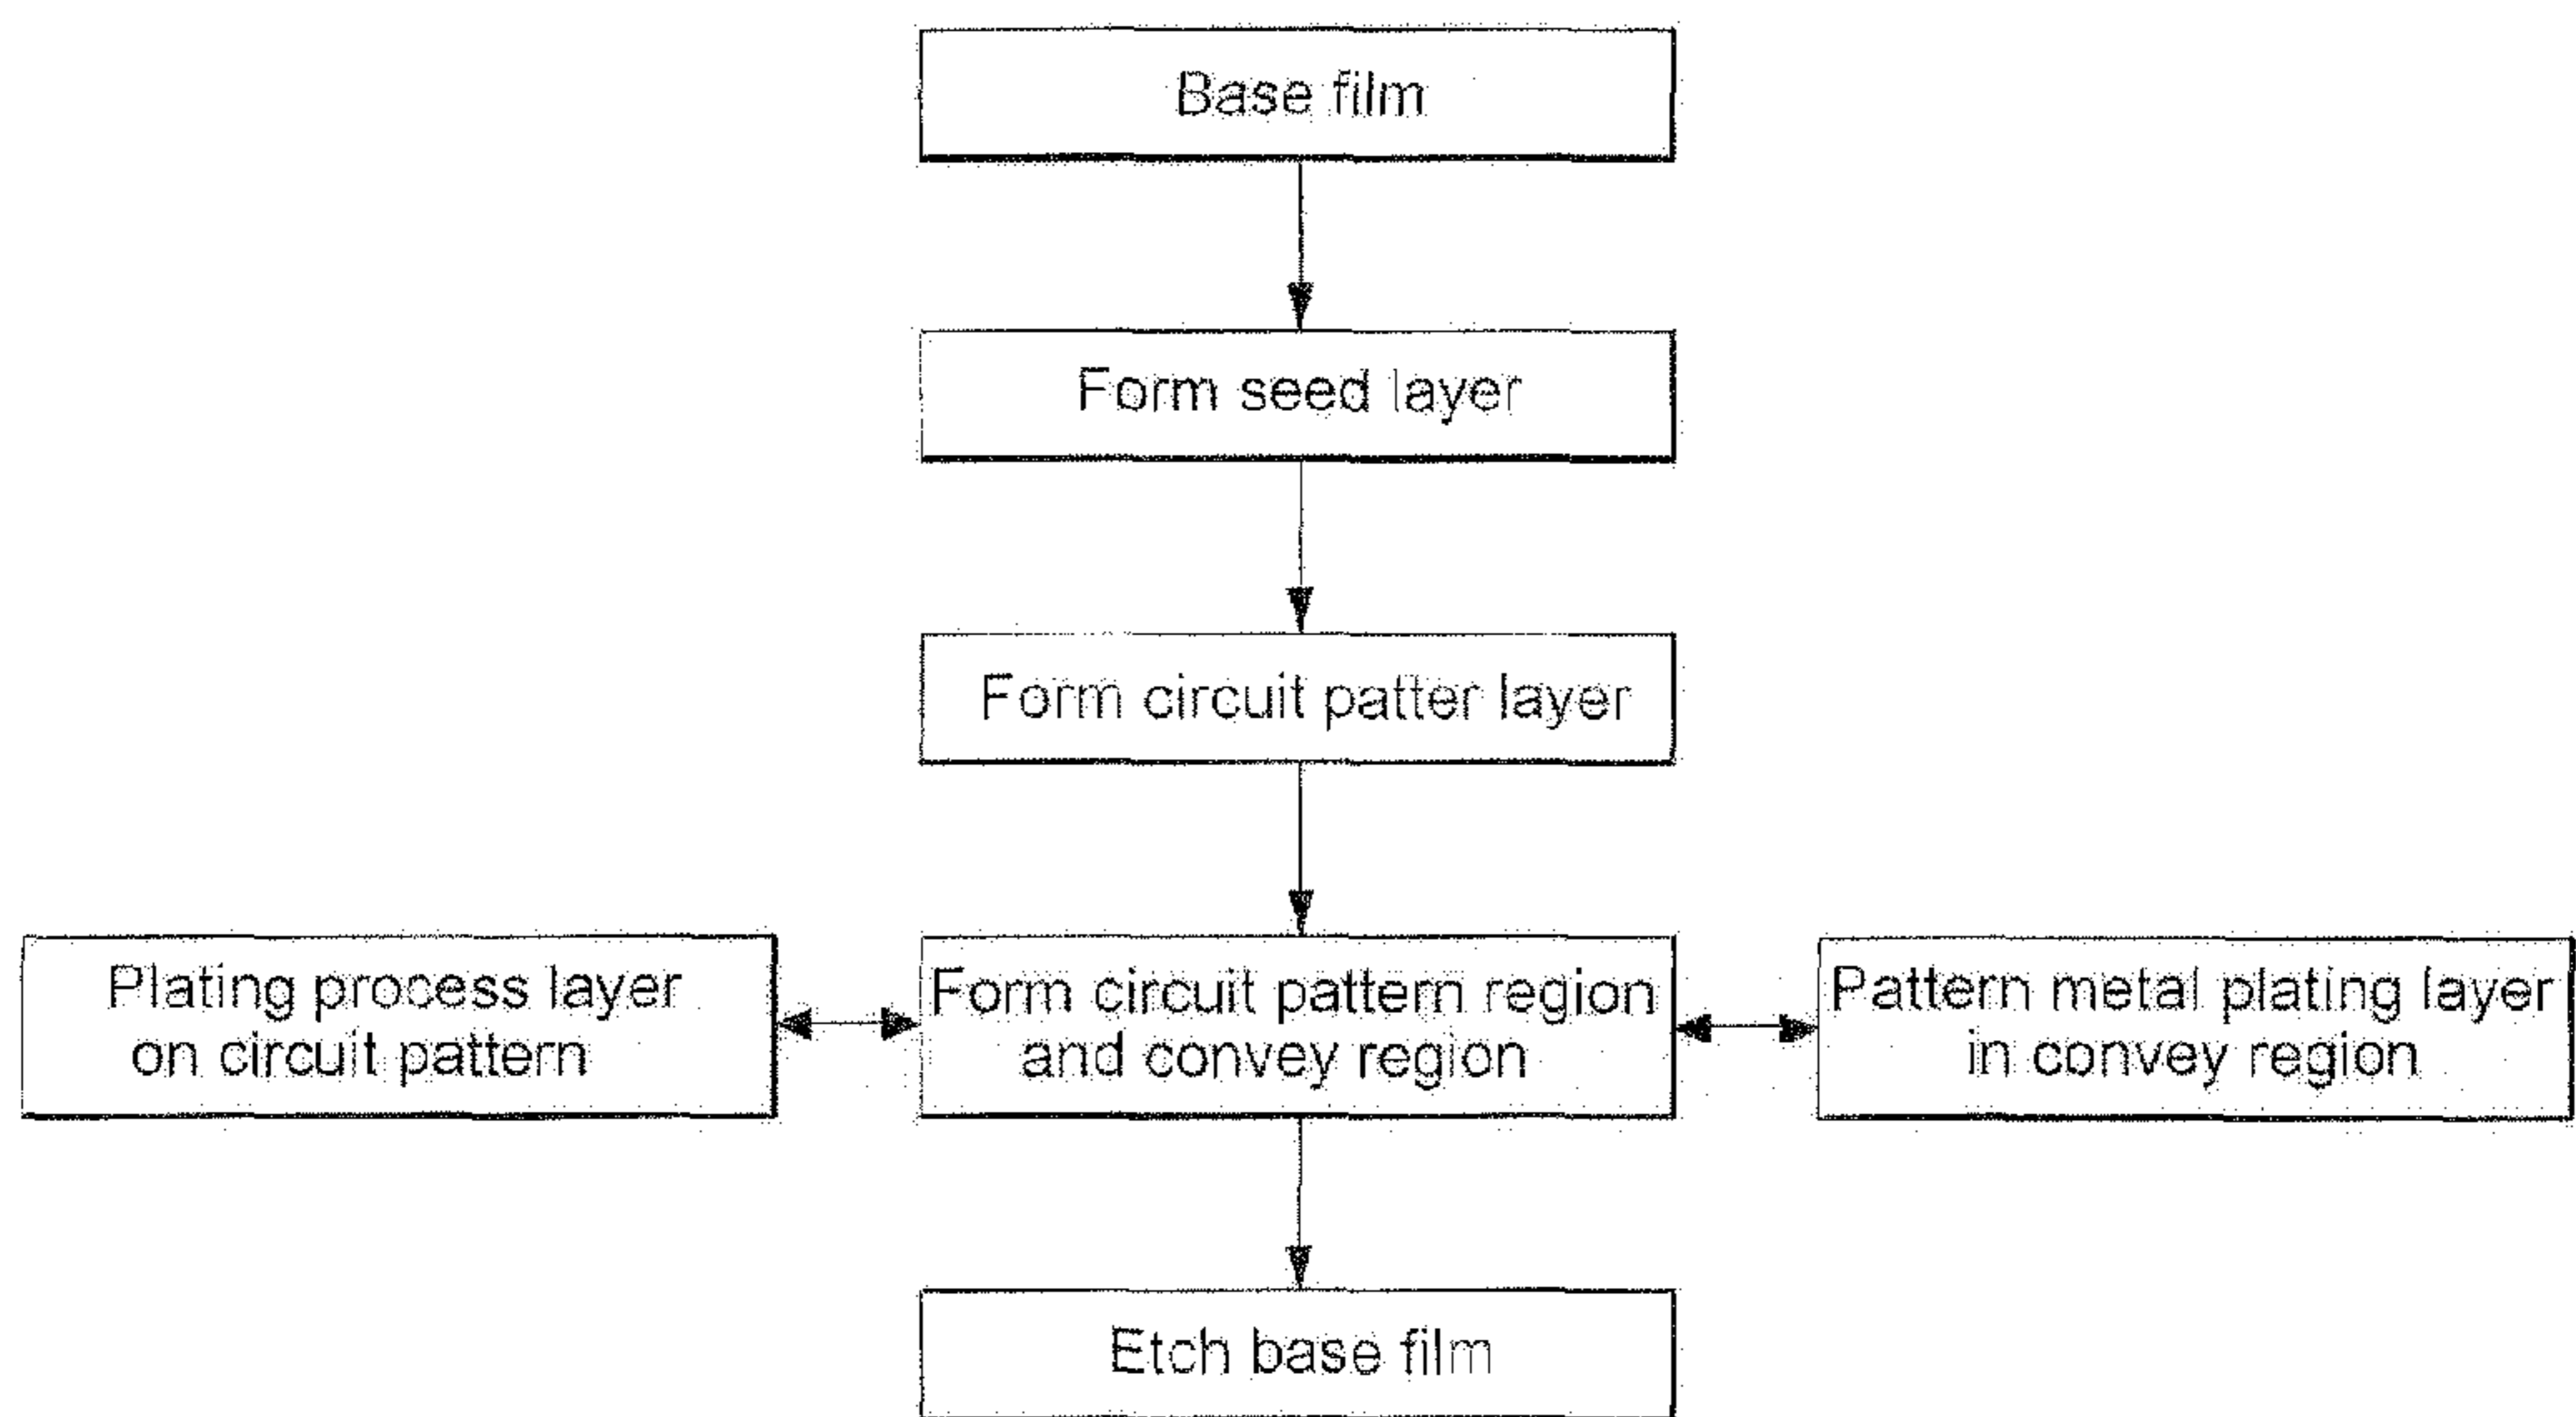 Base film
Form seed layer
Form circuit patter layer
Plating process layer
on circuit pattern
Form circuit pattern region
and convey region
Pattern metal plating layer
in convey region
Etch base film